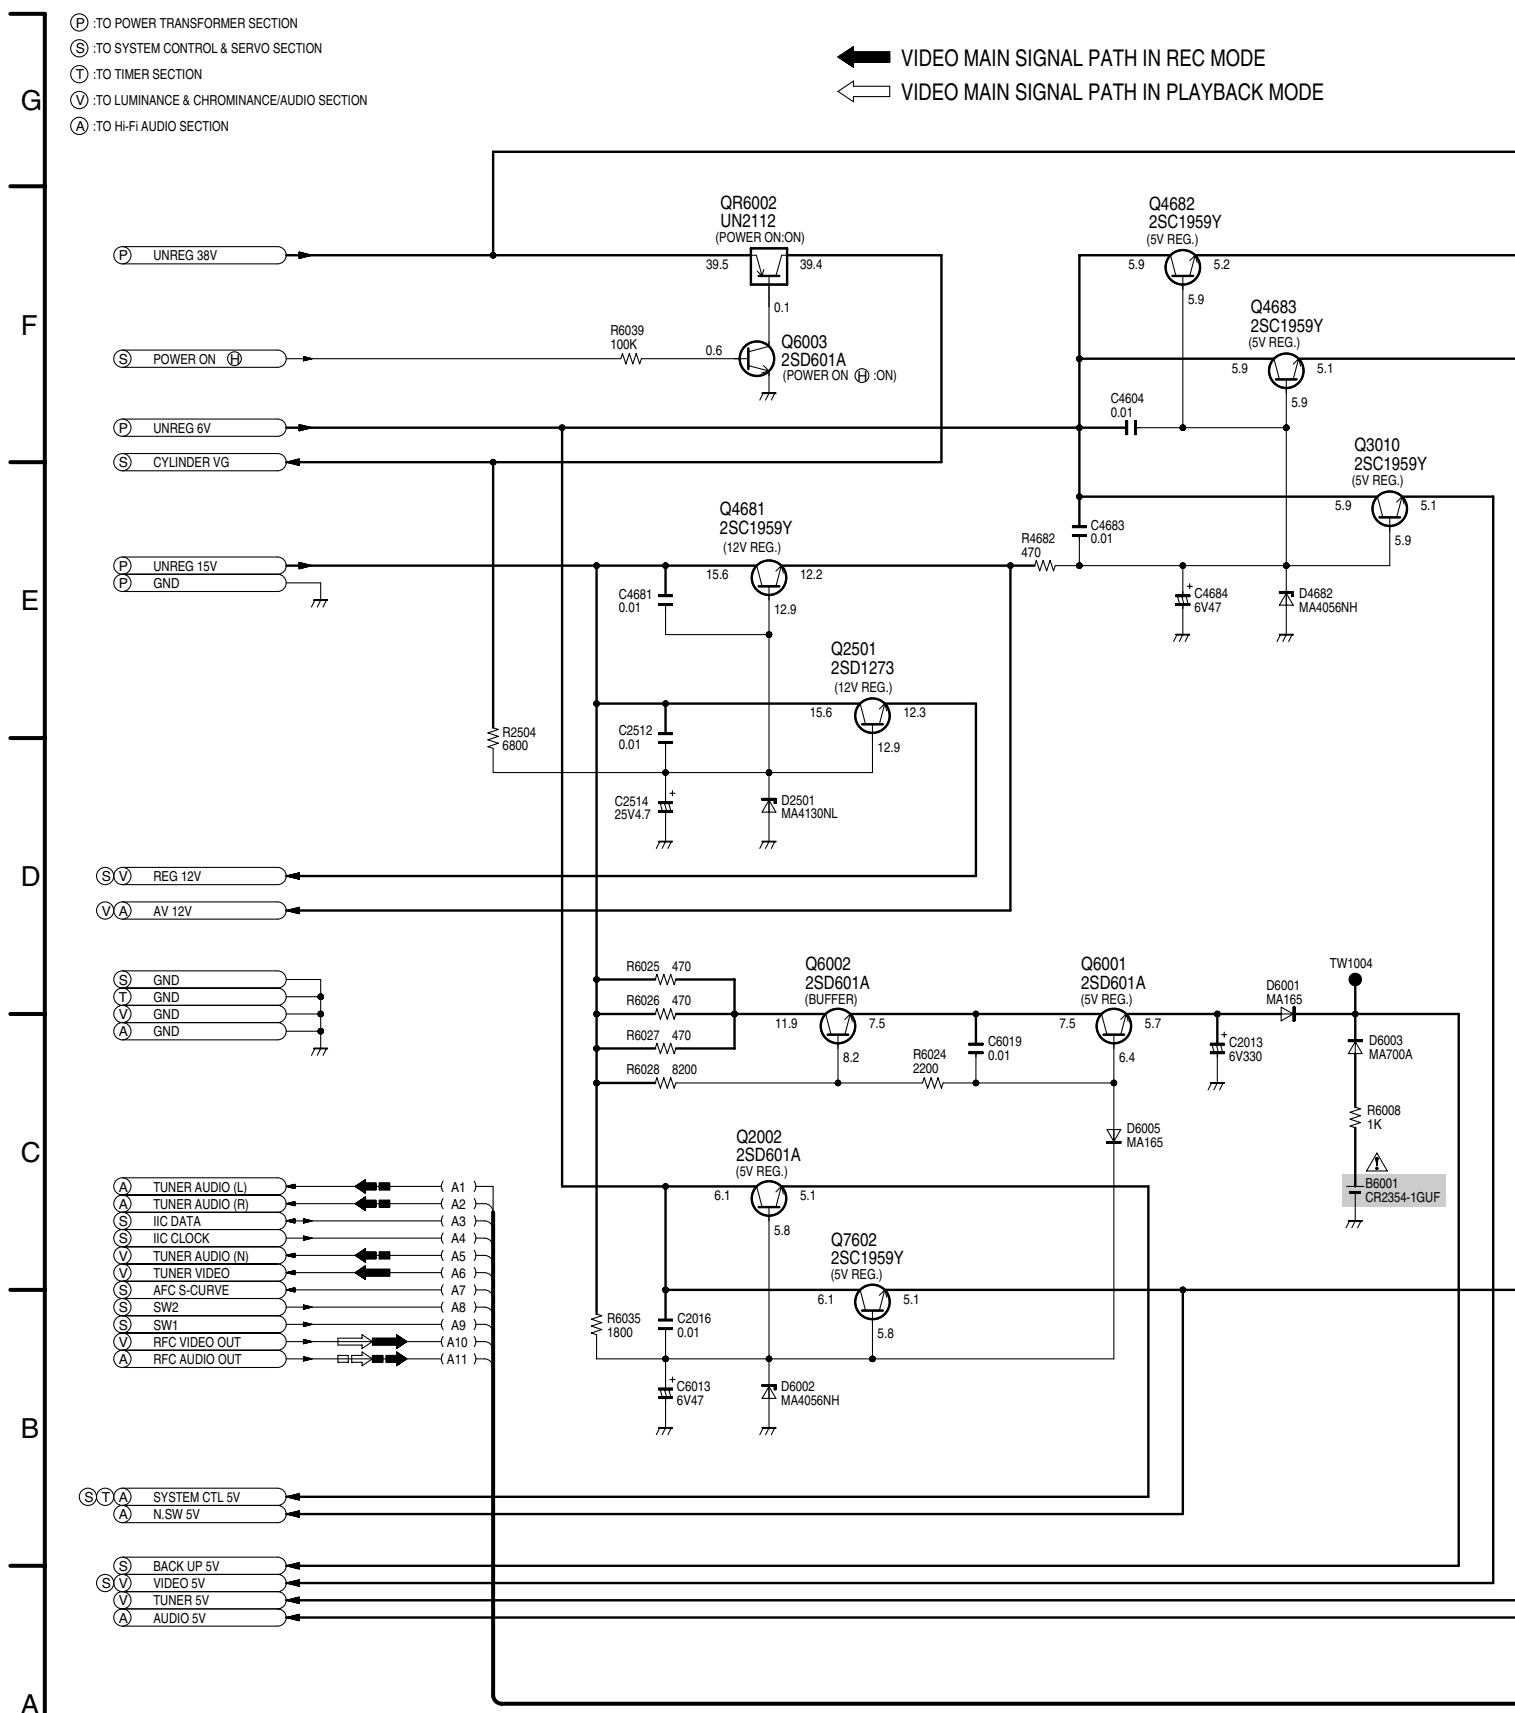 Ⓟ :TO POWER TRANSFORMER SECTION
Ⓢ :TO SYSTEM CONTROL & SERVO SECTION
Ⓣ :TO TIMER SECTION
Ⓥ :TO LUMINANCE & CHROMINANCE/AUDIO SECTION
Ⓐ :TO Hi-Fi AUDIO SECTION
VIDEO MAIN SIGNAL PATH IN REC MODE
VIDEO MAIN SIGNAL PATH IN PLAYBACK MODE
G
F
E
D
C
B
A
Ⓟ UNREG 38V
Ⓢ POWER ON Ⓗ
Ⓟ UNREG 6V
Ⓢ CYLINDER VG
Ⓟ UNREG 15V
Ⓟ GND
QR6002
UN2112
(POWER ON:ON)
39.5 39.4
0.1
R6039
100K
0.6
Q6003
2SD601A
(POWER ON Ⓗ :ON)
Q4682
2SC1959Y
(5V REG.)
5.9 5.2
5.9
Q4683
2SC1959Y
(5V REG.)
5.9 5.1
5.9
C4604
0.01
Q3010
2SC1959Y
(5V REG.)
5.9 5.1
5.9
Q4681
2SC1959Y
(12V REG.)
15.6 12.2
12.9
C4681
0.01
R4682
470
C4683
0.01
+
C4684
6V47
D4682
MA4056NH
Q2501
2SD1273
(12V REG.)
15.6 12.3
12.9
R2504
6800
C2512
0.01
C2514
25V4.7
+
D2501
MA4130NL
Ⓢ Ⓥ REG 12V
Ⓥ Ⓐ AV 12V
Ⓢ GND
Ⓣ GND
Ⓥ GND
Ⓐ GND
R6025 470
R6026 470
R6027 470
R6028 8200
Q6002
2SD601A
(BUFFER)
11.9 7.5
8.2
R6024
2200
C6019
0.01
Q6001
2SD601A
(5V REG.)
7.5 5.7
6.4
D6001
MA165
TW1004
+
C2013
6V330
D6003
MA700A
R6008
1K
D6005
MA165
B6001
CR2354-1GUF
Q2002
2SD601A
(5V REG.)
6.1 5.1
5.8
Q7602
2SC1959Y
(5V REG.)
6.1 5.1
5.8
R6035
1800
C2016
0.01
+
C6013
6V47
D6002
MA4056NH
Ⓐ TUNER AUDIO (L) A1
Ⓐ TUNER AUDIO (R) A2
Ⓢ IIC DATA A3
Ⓢ IIC CLOCK A4
Ⓥ TUNER AUDIO (N) A5
Ⓥ TUNER VIDEO A6
Ⓢ AFC S-CURVE A7
Ⓢ SW2 A8
Ⓢ SW1 A9
Ⓥ RFC VIDEO OUT A10
Ⓐ RFC AUDIO OUT A11
Ⓢ Ⓣ Ⓐ SYSTEM CTL 5V
Ⓐ N.SW 5V
Ⓢ BACK UP 5V
Ⓢ Ⓥ VIDEO 5V
Ⓥ TUNER 5V
Ⓐ AUDIO 5V